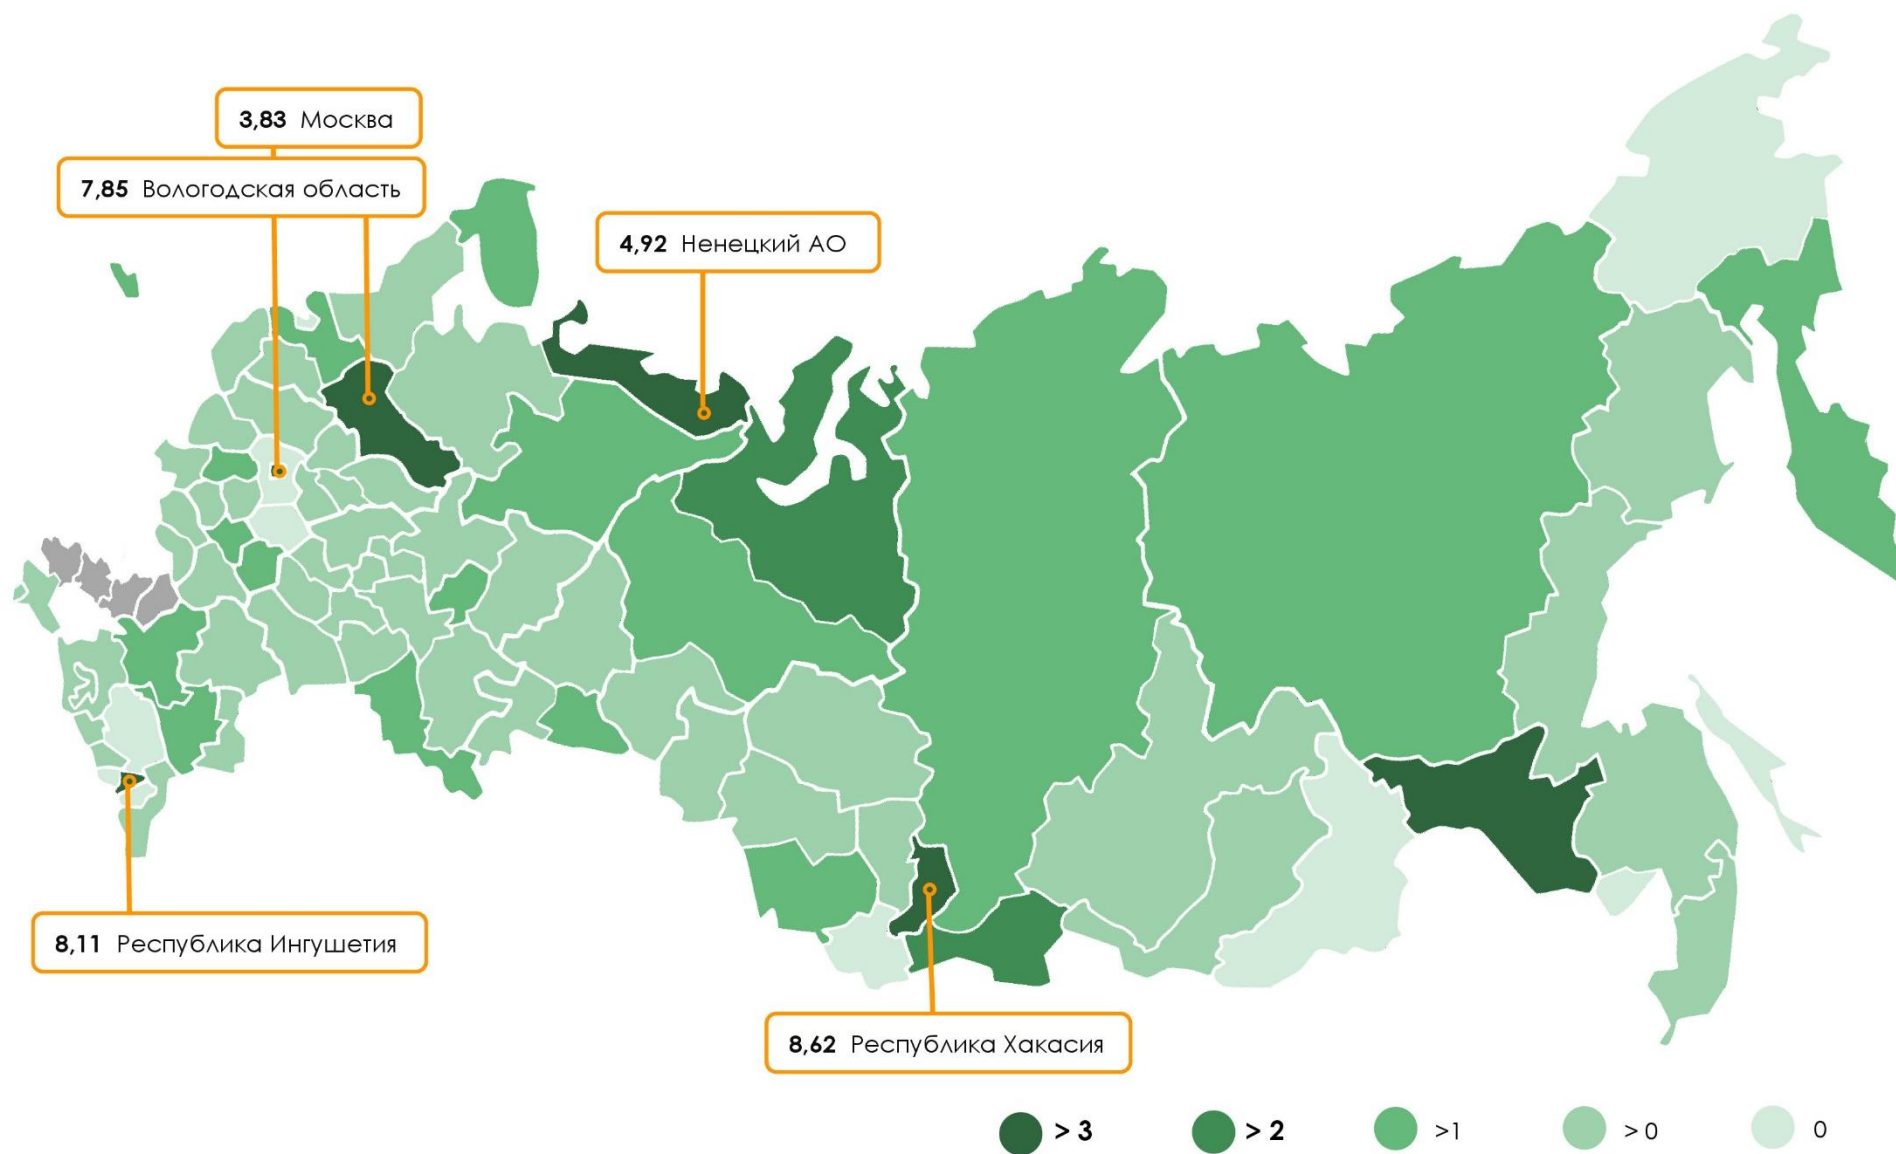 3,83 Москва
7,85 Вологодская область
4,92 Ненецкий АО
8,11 Республика Ингушетия
8,62 Республика Хакасия
> 3
> 2
>1
> 0
0